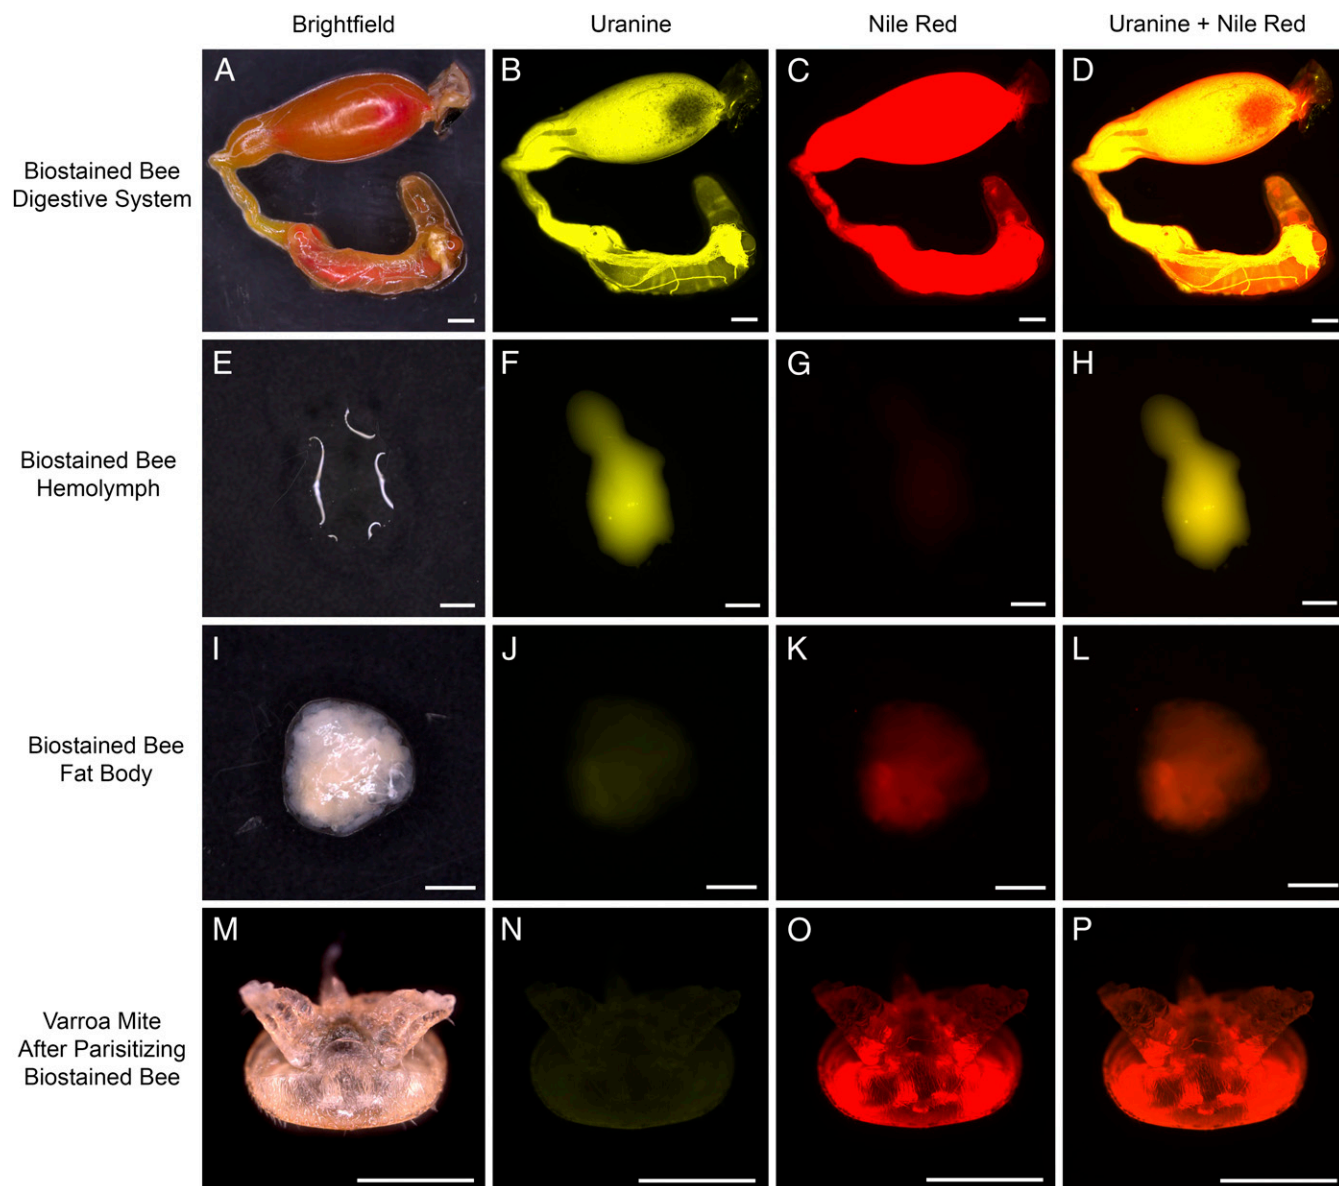 Brightfield
Uranine
Nile Red
Uranine + Nile Red
Biostained Bee
Digestive System
A
B
C
D
Biostained Bee
Hemolymph
E
F
G
H
Biostained Bee
Fat Body
I
J
K
L
Varroa Mite
After Parisitizing
Biostained Bee
M
N
O
P